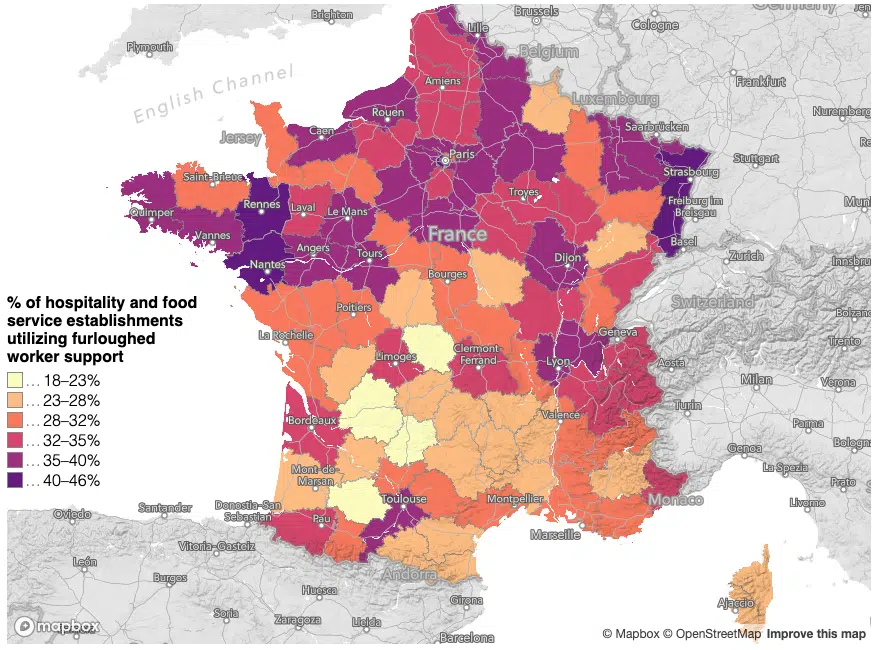 Brighton
Brussels
Cologne
Germany
Lille
Plymouth
Belgium
Frankfurt
English Channel
Amiens
Luxembourg
Nuremberg
Rouen
Jersey
Caen
Saarbrücken
Paris
Stuttgart
Saint-Brieuc
Strasbourg
Troyes
Rennes
Laval
Le Mans
Freiburg im
Breisgau
Quimper
Vannes
France
Angers
Basel
Dijon
Tours
Nantes
Zurich
Innsbru
Bourges
% of hospitality and food
service establishments
utilizing furloughed
worker support
Switzerland
Poitiers
La Rochelle
Geneva
Trento
Limoges
Clermont-
Ferrand
Lyon
Aosta
... 18–23%
... 23–28%
... 28–32%
... 32–35%
... 35–40%
... 40–46%
Milan
Verona
Turin
Valence
Bordeaux
Parma
Genoa
Bologna
La Spezia
Mont-de-
Marsan
Prato
Toulouse
Montpellier
Monaco
Livorno
Santander
Donostia-San
Sebastian
Oviedo
Pau
Marseille
Vitoria-Gasteiz
León
Andorra
Burgos
Huesca
Girona
Soria
Zaragoza
Lleida
Ajaccio
mapbox
Barcelona
© Mapbox © OpenStreetMap Improve this map